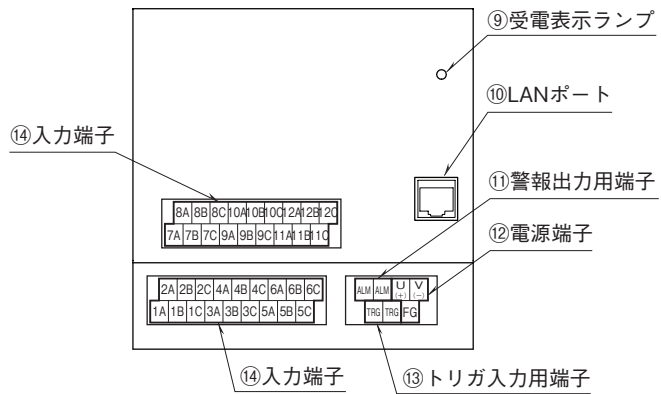 ⑨受電表示ランプ
⑩LANポート
⑭入力端子
⑪警報出力用端子
8A 8B 8C 10A 10B 10C 12A 12B 12C
7A 7B 7C 9A 9B 9C 11A 11B 11C
⑫電源端子
2A 2B 2C 4A 4B 4C 6A 6B 6C
1A 1B 1C 3A 3B 3C 5A 5B 5C
ALM ALM U(+) V(−)
TRG TRG FG
⑭入力端子
⑬トリガ入力用端子